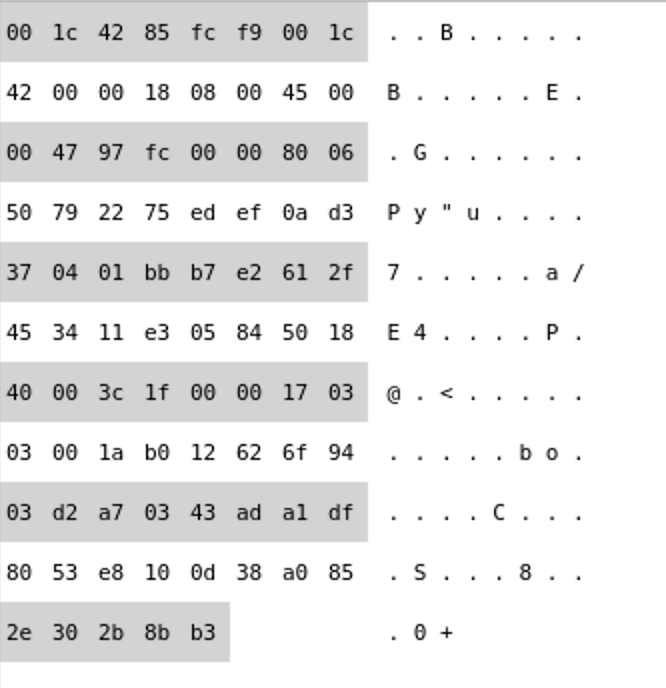 00 1c 42 85 fc f9 00 1c . . B . . . . .
42 00 00 18 08 00 45 00 B . . . . . E .
00 47 97 fc 00 00 80 06 . G . . . . . .
50 79 22 75 ed ef 0a d3 P y " u . . . .
37 04 01 bb b7 e2 61 2f 7 . . . . . a /
45 34 11 e3 05 84 50 18 E 4 . . . . P .
40 00 3c 1f 00 00 17 03 @ . < . . . . .
03 00 1a b0 12 62 6f 94 . . . . . b o .
03 d2 a7 03 43 ad a1 df . . . . C . . .
80 53 e8 10 0d 38 a0 85 . S . . . 8 . .
2e 30 2b 8b b3 . 0 +